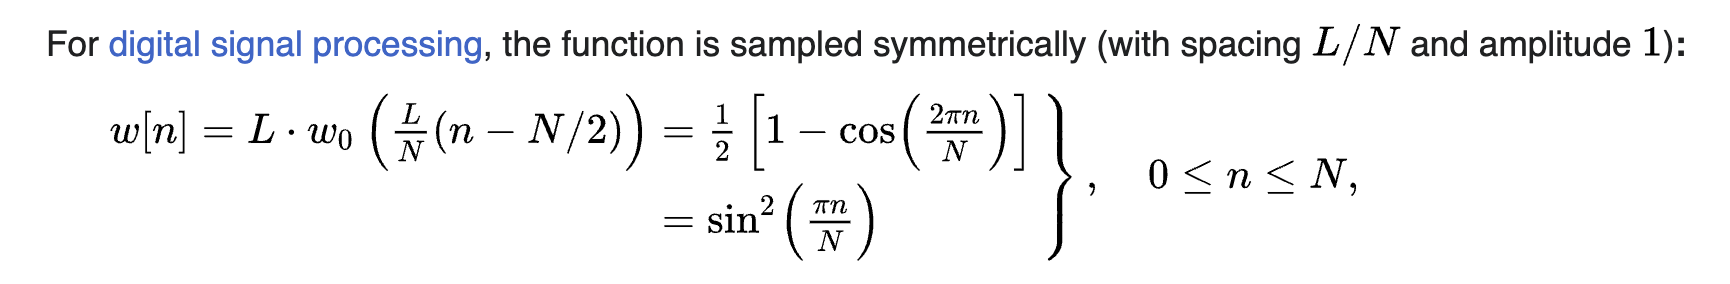 For digital signal processing, the function is sampled symmetrically (with spacing L/N and amplitude 1):
w[n] = L · w₀ (L/N (n − N/2)) = 1/2 [1 − cos(2πn/N)]
= sin²(πn/N) }, 0 ≤ n ≤ N,